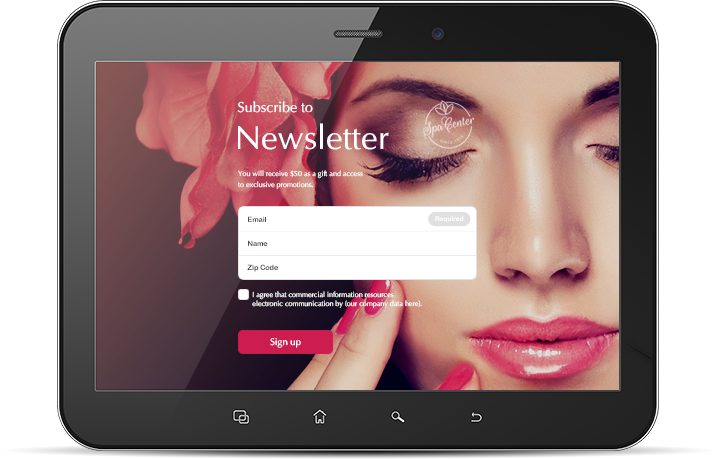 Subscribe to
Newsletter
Spa Center
You will receive $50 as a gift and access
to exclusive promotions.
Email
Required
Name
Zip Code
I agree that commercial information resources
electronic communication by (our company data here).
Sign up